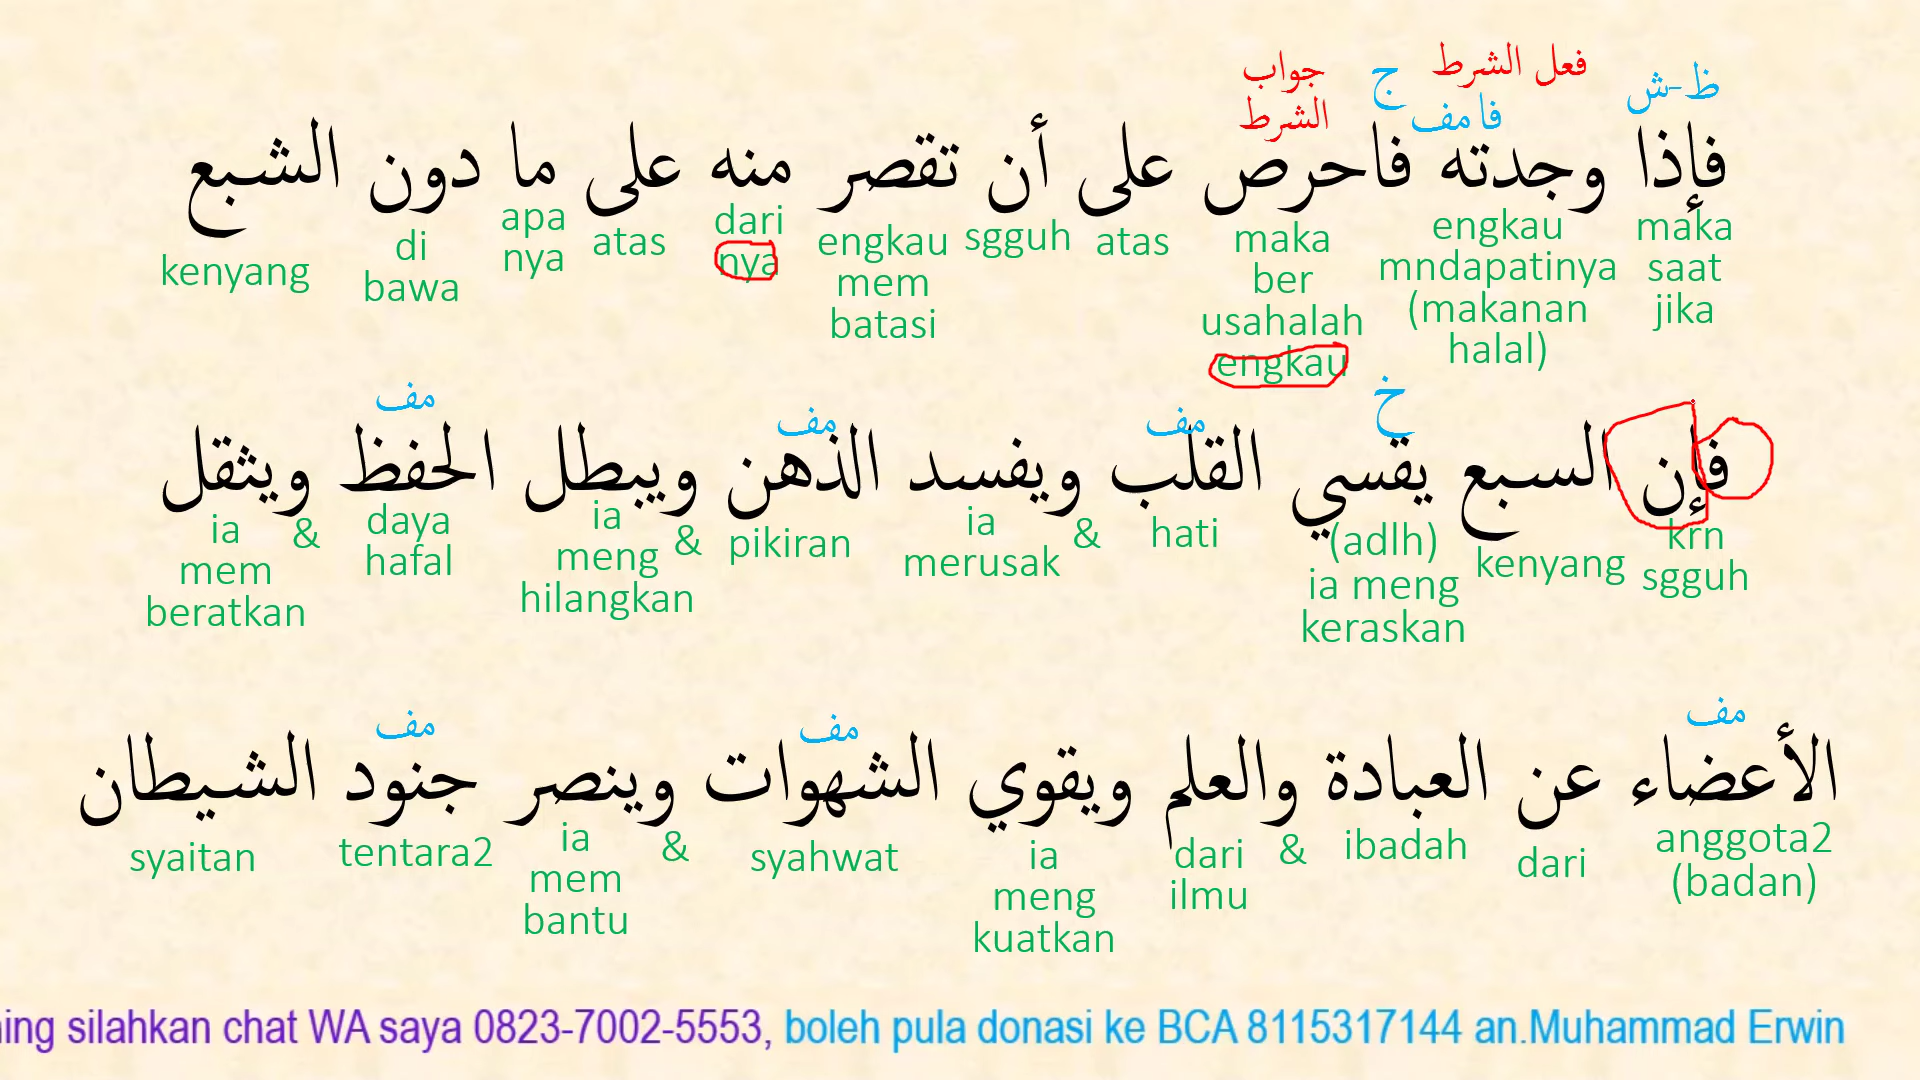 جواب الشرط ج فعل الشرط ظ-ش
فا مف
فإذا وجدته فاحرص على أن تقصر منه على ما دون الشبع
maka saat jika
engkau mndapatinya (makanan halal)
maka ber usahalah engkau
atas
sgguh
engkau mem batasi
dari nya
atas
apa nya
di bawa
kenyang
خ مف مف مف
فإن السبع يقسي القلب ويفسد الذهن ويبطل الحفظ ويثقل
krn sgguh
kenyang
(adlh) ia meng keraskan
hati
&
ia merusak
pikiran
&
ia meng hilangkan
daya hafal
&
ia mem beratkan
مف مف مف
الأعضاء عن العبادة والعلم ويقوي الشهوات وينصر جنود الشيطان
anggota2 (badan)
dari
ibadah
&
dari ilmu
ia meng kuatkan
syahwat
&
ia mem bantu
tentara2
syaitan
ing silahkan chat WA saya 0823-7002-5553, boleh pula donasi ke BCA 8115317144 an.Muhammad Erwin